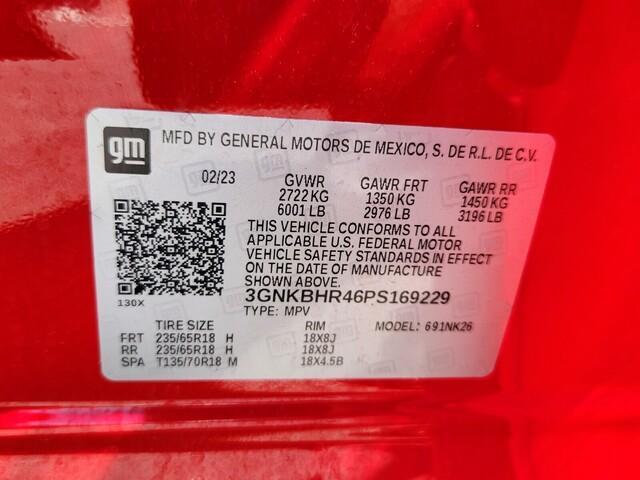 gm
MFD BY GENERAL MOTORS DE MEXICO, S. DE R.L. DE C.V.
02/23 GVWR GAWR FRT GAWR RR
2722 KG 1350 KG 1450 KG
6001 LB 2976 LB 3196 LB
THIS VEHICLE CONFORMS TO ALL
APPLICABLE U.S. FEDERAL MOTOR
VEHICLE SAFETY STANDARDS IN EFFECT
ON THE DATE OF MANUFACTURE
SHOWN ABOVE.
130X 3GNKBHR46PS169229
TYPE: MPV
TIRE SIZE RIM MODEL: 691NK26
FRT 235/65R18 H 18X8J
RR 235/65R18 H 18X8J
SPA T135/70R18 M 18X4.5B